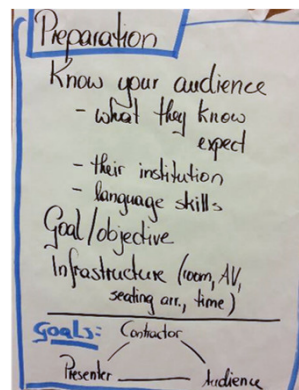 Preparation
Know your audience
- what they know
expect
- their institution
- language skills
Goal/objective
Infrastructure (room, AV,
seating arr., time)
Goals: Contractor
Presenter Audience